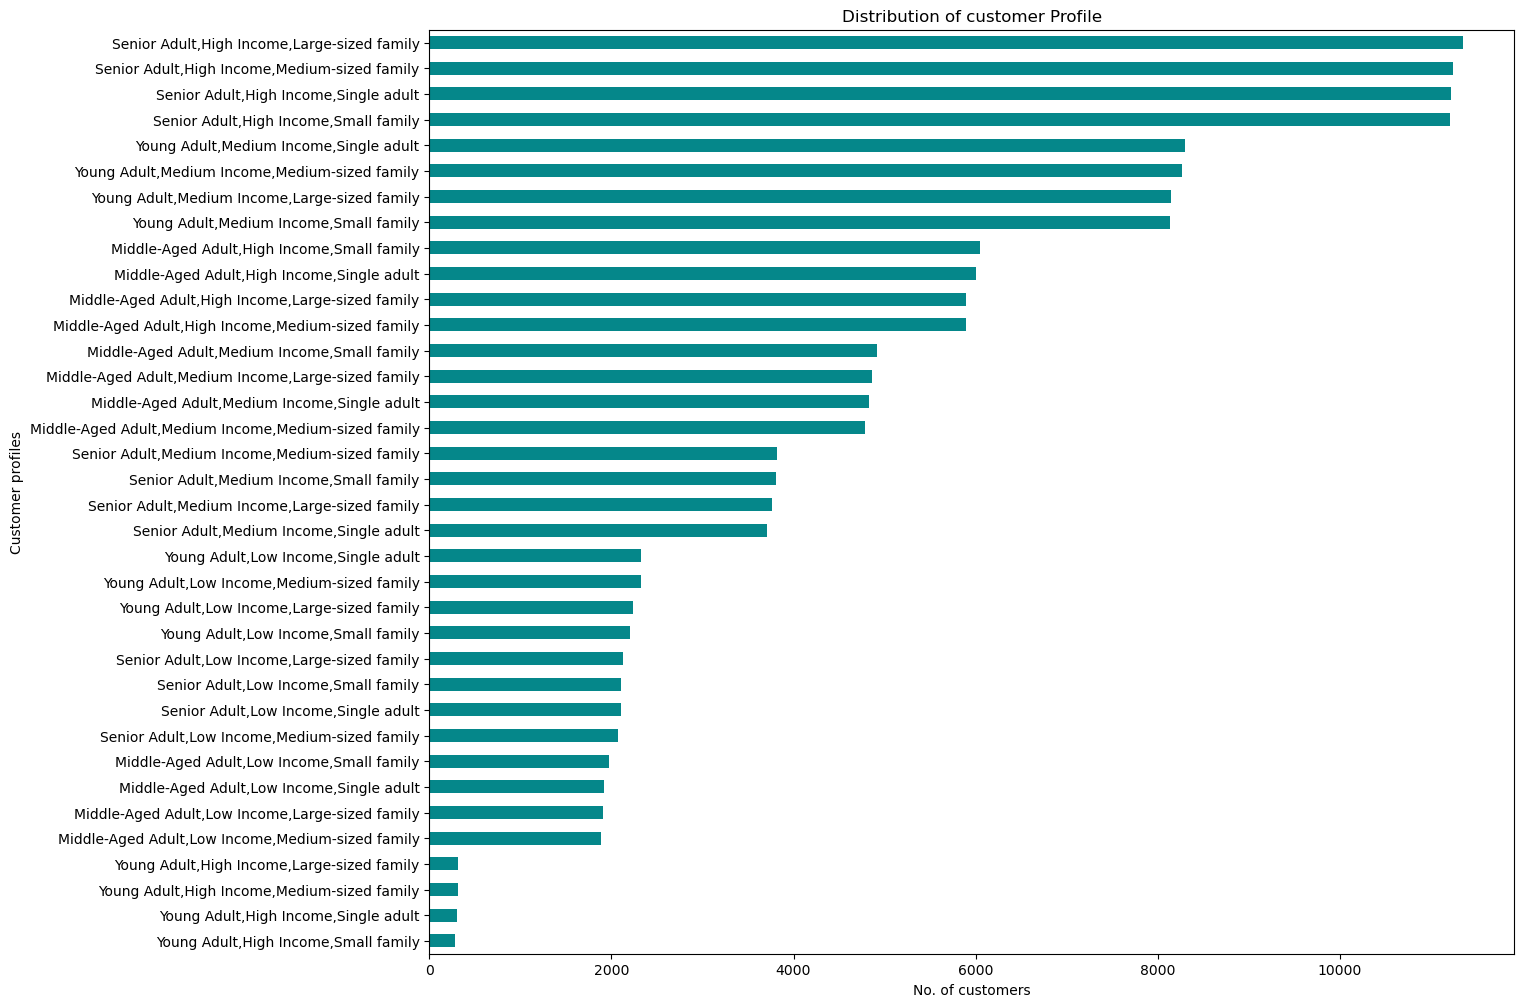 Distribution of customer Profile
Senior Adult,High Income,Large-sized family
Senior Adult,High Income,Medium-sized family
Senior Adult,High Income,Single adult
Senior Adult,High Income,Small family
Young Adult,Medium Income,Single adult
Young Adult,Medium Income,Medium-sized family
Young Adult,Medium Income,Large-sized family
Young Adult,Medium Income,Small family
Middle-Aged Adult,High Income,Small family
Middle-Aged Adult,High Income,Single adult
Middle-Aged Adult,High Income,Large-sized family
Middle-Aged Adult,High Income,Medium-sized family
Middle-Aged Adult,Medium Income,Small family
Middle-Aged Adult,Medium Income,Large-sized family
Middle-Aged Adult,Medium Income,Single adult
Middle-Aged Adult,Medium Income,Medium-sized family
Senior Adult,Medium Income,Medium-sized family
Senior Adult,Medium Income,Small family
Senior Adult,Medium Income,Large-sized family
Senior Adult,Medium Income,Single adult
Young Adult,Low Income,Single adult
Young Adult,Low Income,Medium-sized family
Young Adult,Low Income,Large-sized family
Young Adult,Low Income,Small family
Senior Adult,Low Income,Large-sized family
Senior Adult,Low Income,Small family
Senior Adult,Low Income,Single adult
Senior Adult,Low Income,Medium-sized family
Middle-Aged Adult,Low Income,Small family
Middle-Aged Adult,Low Income,Single adult
Middle-Aged Adult,Low Income,Large-sized family
Middle-Aged Adult,Low Income,Medium-sized family
Young Adult,High Income,Large-sized family
Young Adult,High Income,Medium-sized family
Young Adult,High Income,Single adult
Young Adult,High Income,Small family
Customer profiles
0 2000 4000 6000 8000 10000
No. of customers